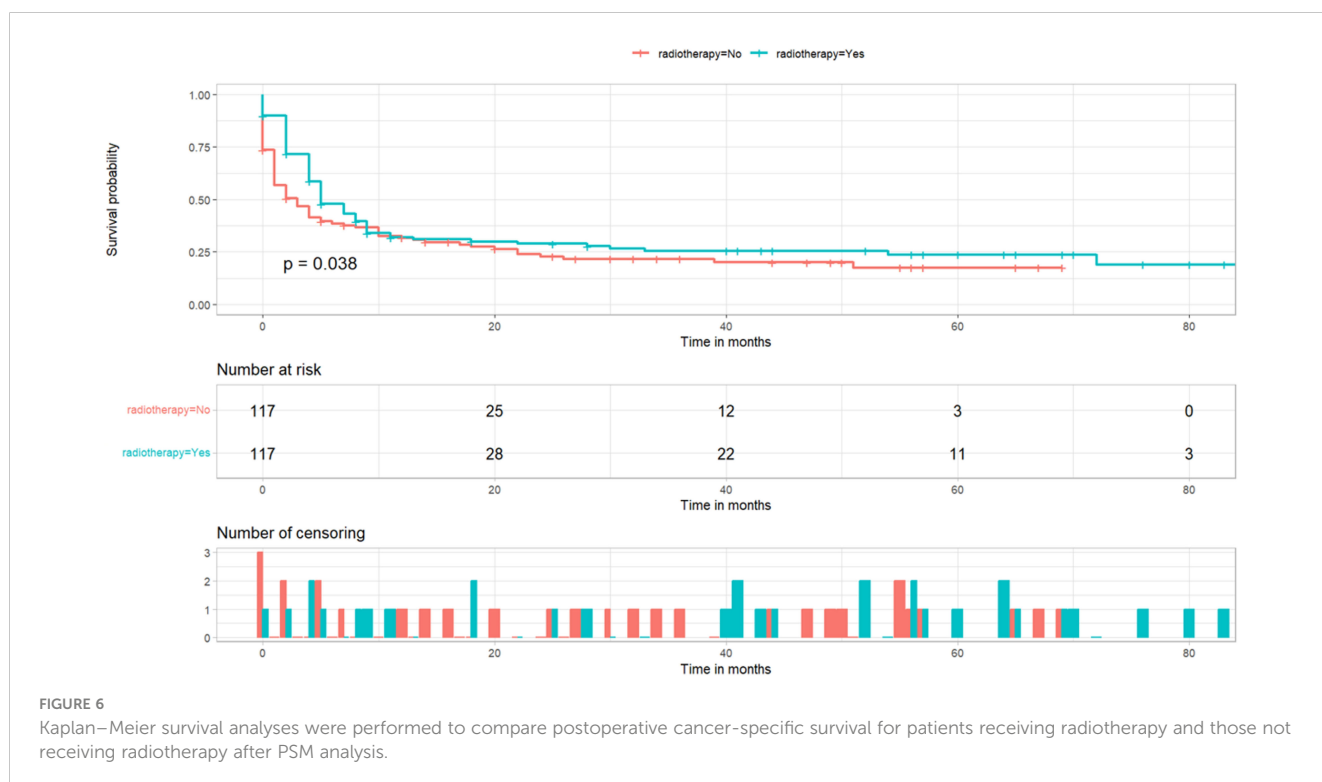 radiotherapy=No radiotherapy=Yes
Survival probability
1.00
0.75
0.50
0.25
0.00
p = 0.038
0 20 40 60 80
Time in months
Number at risk
radiotherapy=No 117 25 12 3 0
radiotherapy=Yes 117 28 22 11 3
0 20 40 60 80
Time in months
Number of censoring
3
2
1
0
0 20 40 60 80
Time in months
FIGURE 6
Kaplan–Meier survival analyses were performed to compare postoperative cancer-specific survival for patients receiving radiotherapy and those not
receiving radiotherapy after PSM analysis.